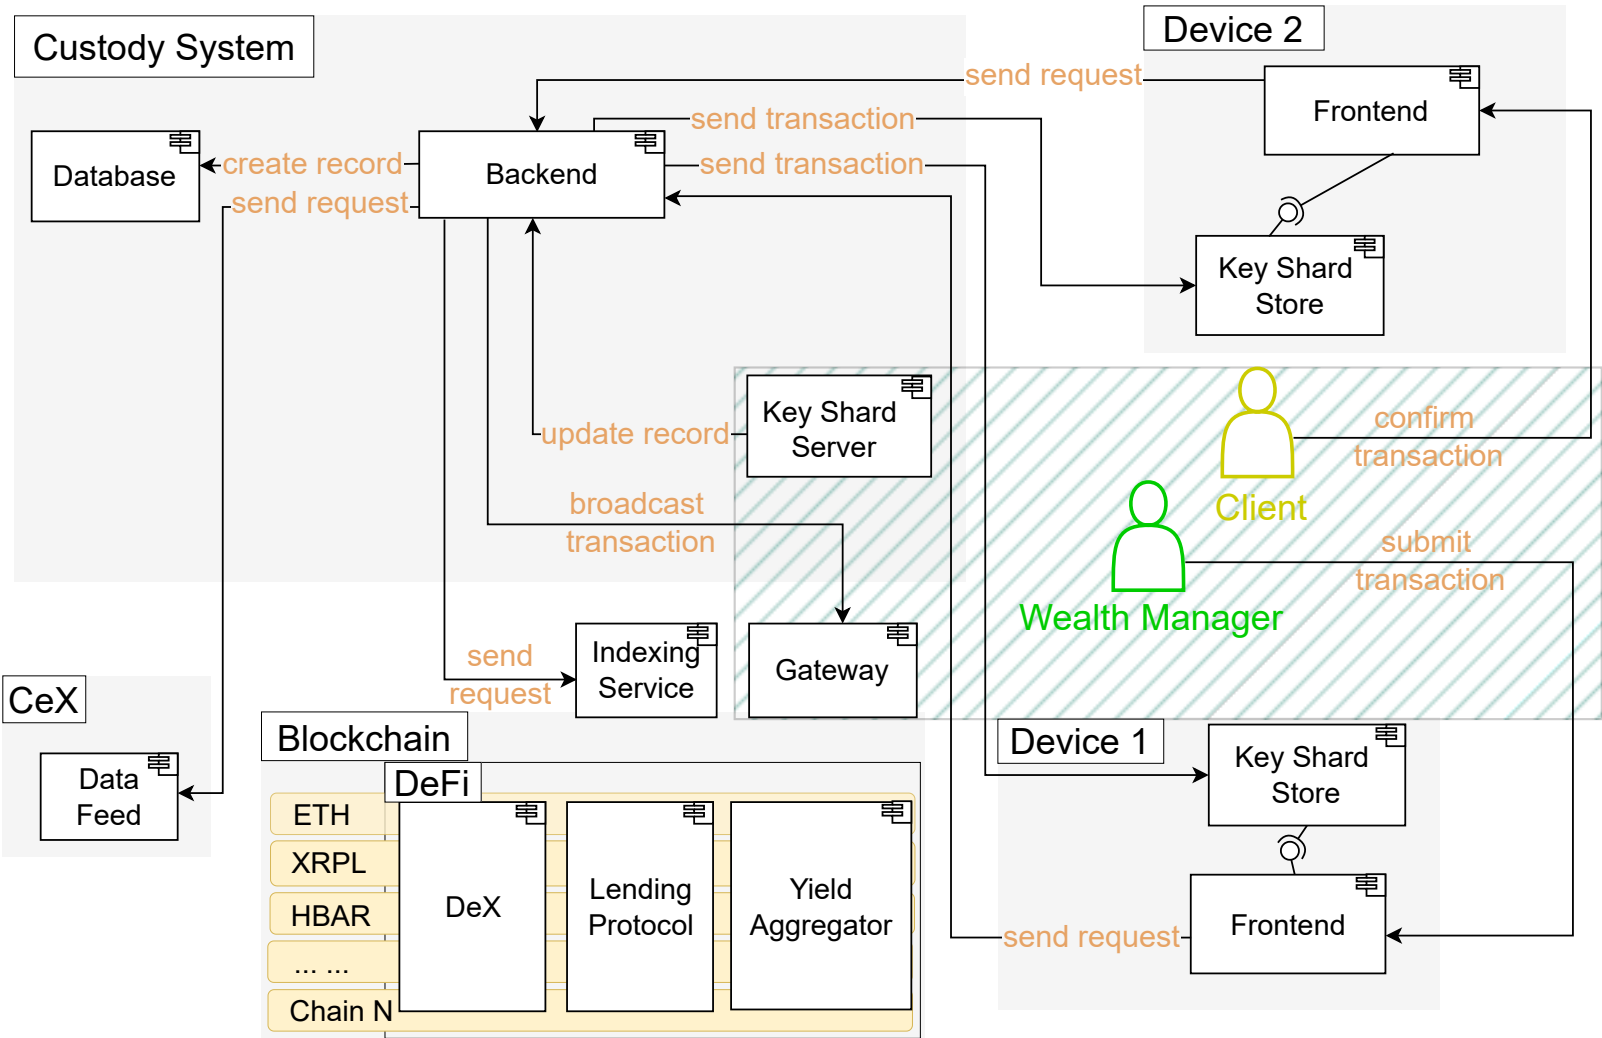 Custody System
Device 2
send request
Frontend
send transaction
Database
create record
Backend
send transaction
send request
Key Shard
Store
Key Shard
Server
update record
confirm
transaction
Client
broadcast
transaction
submit
transaction
Wealth Manager
Indexing
Service
send
request
Gateway
CeX
Data
Feed
Blockchain
DeFi
ETH
XRPL
HBAR
... ...
Chain N
DeX
Lending
Protocol
Yield
Aggregator
Device 1
Key Shard
Store
send request
Frontend